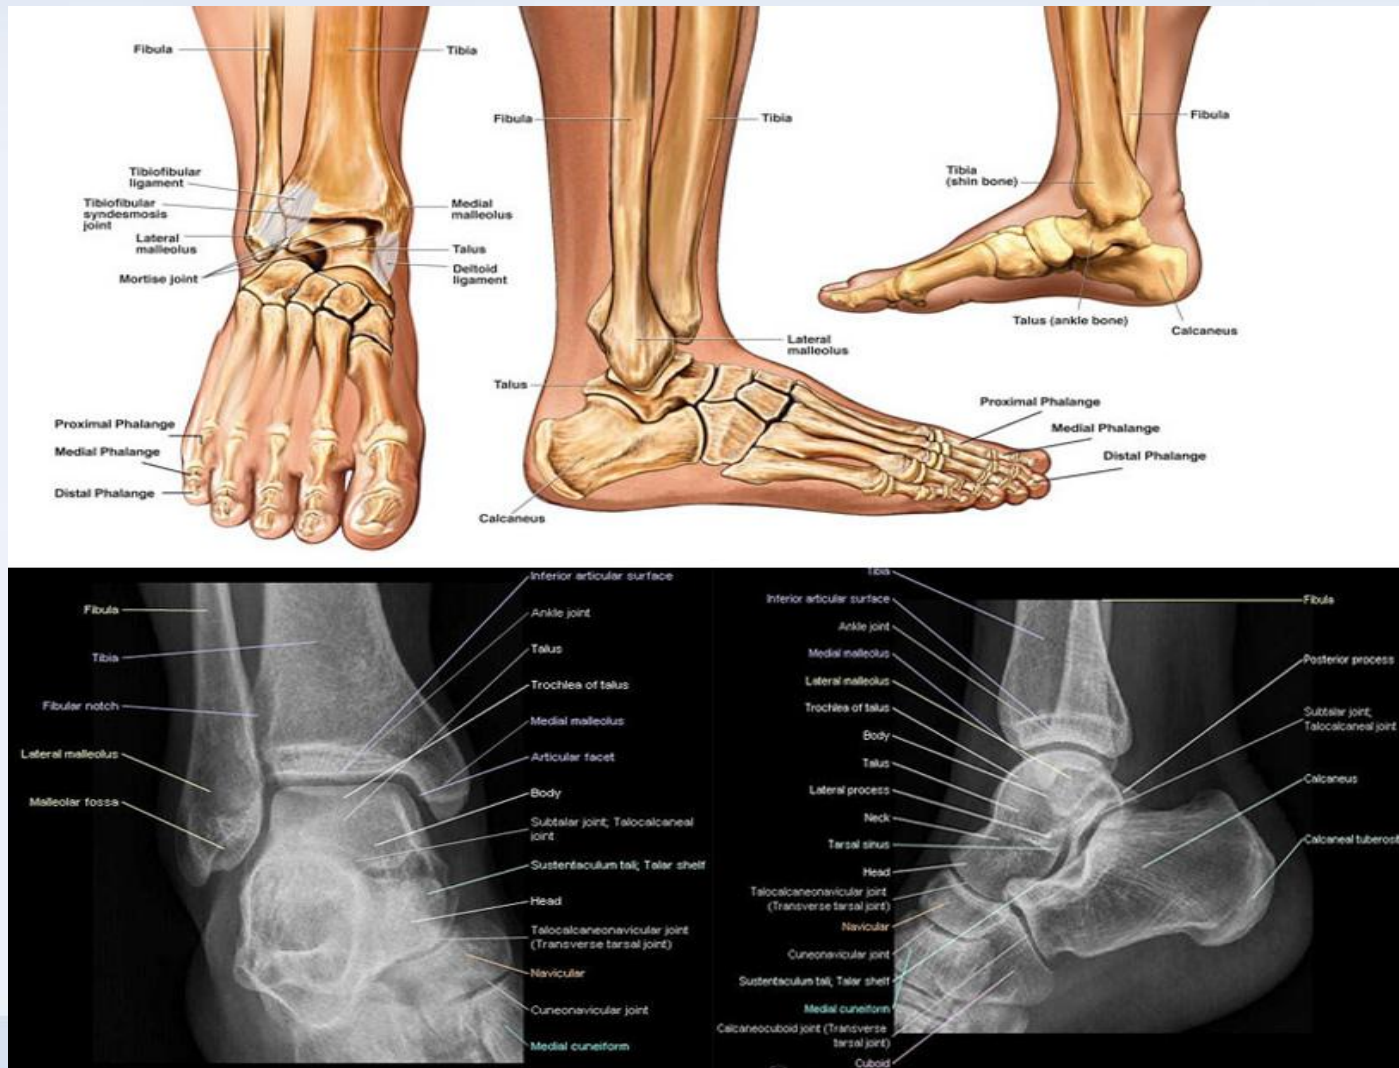 Fibula
Tibia
Tibiofibular
ligament
Tibiofibular
syndesmosis
joint
Lateral
malleolus
Mortise joint
Medial
malleolus
Talus
Deltoid
ligament
Proximal Phalange
Medial Phalange
Distal Phalange
Fibula
Tibia
Lateral
malleolus
Talus
Calcaneus
Proximal Phalange
Medial Phalange
Distal Phalange
Fibula
Tibia
(shin bone)
Talus (ankle bone)
Calcaneus
Fibula
Tibia
Fibular notch
Lateral malleolus
Malleolar fossa
Inferior articular surface
Ankle joint
Talus
Trochlea of talus
Medial malleolus
Articular facet
Body
Subtalar joint; Talocalcaneal
joint
Sustentaculum tali; Talar shelf
Head
Talocalcaneonavicular joint
(Transverse tarsal joint)
Navicular
Cuneonavicular joint
Medial cuneiform
Tibia
Inferior articular surface
Ankle joint
Medial malleolus
Lateral malleolus
Trochlea of talus
Body
Talus
Lateral process
Neck
Tarsal sinus
Head
Talocalcaneonavicular joint
(Transverse tarsal joint)
Navicular
Cuneonavicular joint
Sustentaculum tali; Talar shelf
Medial cuneiform
Calcaneocuboid joint (Transverse
tarsal joint)
Cuboid
Fibula
Posterior process
Subtalar joint;
Talocalcaneal joint
Calcaneus
Calcaneal tuberosit